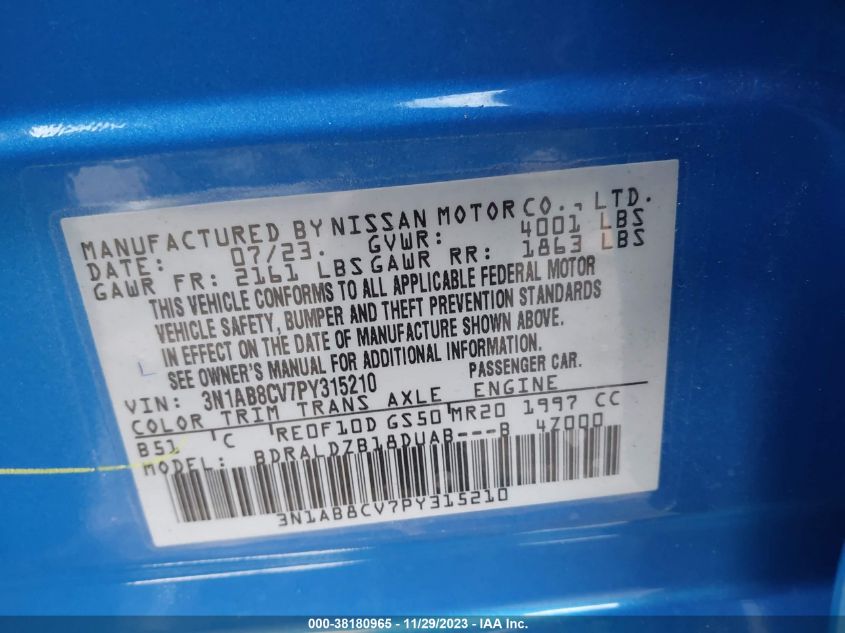 MANUFACTURED BY NISSAN MOTOR CO., LTD.
DATE: 07/23. GVWR: 4001 LBS
GAWR FR: 2161 LBS GAWR RR: 1863 LBS
THIS VEHICLE CONFORMS TO ALL APPLICABLE FEDERAL MOTOR
VEHICLE SAFETY, BUMPER AND THEFT PREVENTION STANDARDS
IN EFFECT ON THE DATE OF MANUFACTURE SHOWN ABOVE.
SEE OWNER'S MANUAL FOR ADDITIONAL INFORMATION.
VIN: 3N1AB8CV7PY315210 PASSENGER CAR.
COLOR TRIM TRANS AXLE ENGINE
B51 C RE0F10D GS50 MR20 1997 CC
MODEL: BDRALDZB18DUAB---B 4Z000
3N1AB8CV7PY315210
000-38180965 - 11/29/2023 - IAA Inc.